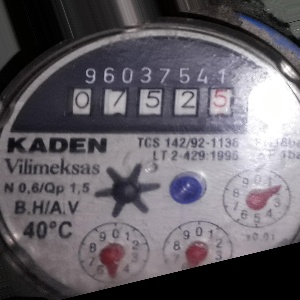 96037541
07525
KADEN
TCS 142/92-1136
Vilimeksas
LT 2-429:1995
N 0,6/Qp 1,5
B.H/A.V
40°C